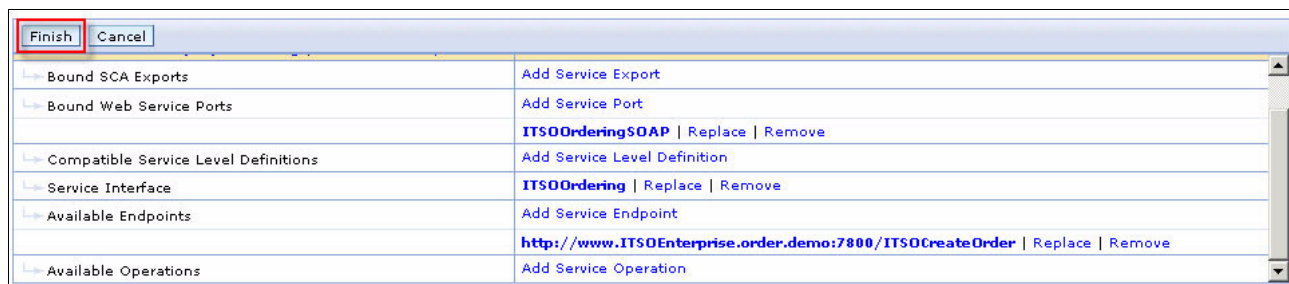 Finish Cancel
Bound SCA Exports Add Service Export
Bound Web Service Ports Add Service Port
ITSOOrderingSOAP | Replace | Remove
Compatible Service Level Definitions Add Service Level Definition
Service Interface ITSOOrdering | Replace | Remove
Available Endpoints Add Service Endpoint
http://www.ITSOEnterprise.order.demo:7800/ITSOCreateOrder | Replace | Remove
Available Operations Add Service Operation